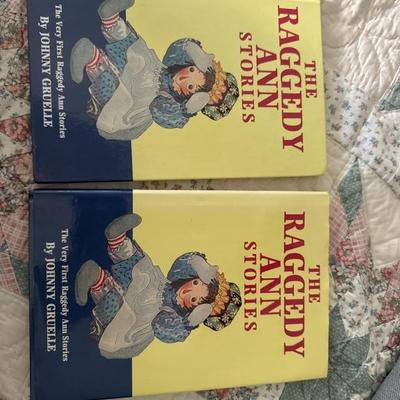 THE
RAGGEDY
ANN
STORIES
The Very First Raggedy Ann Stories
By JOHNNY GRUELLE
THE
RAGGEDY
ANN
STORIES
The Very First Raggedy Ann Stories
By JOHNNY GRUELLE